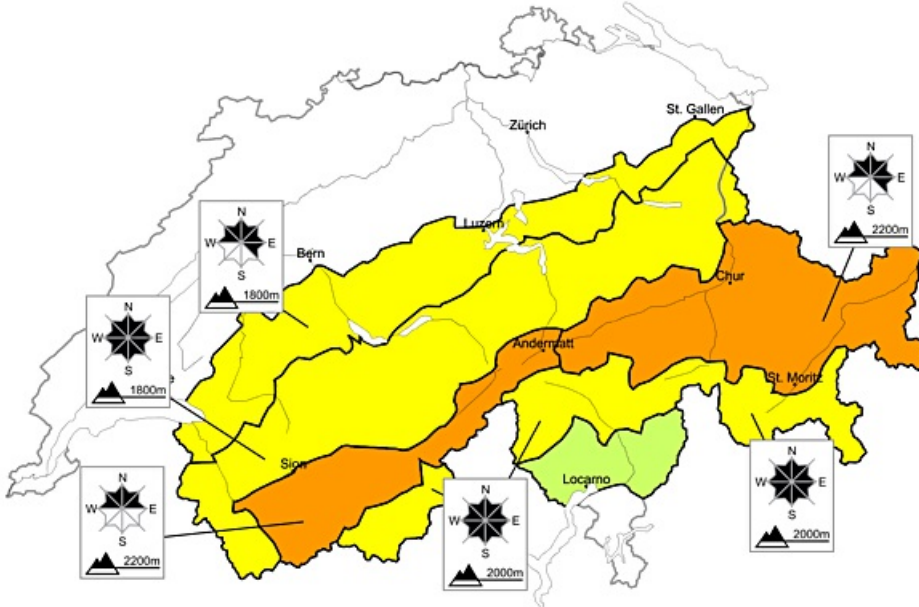 St. Gallen
Zürich
N
W E
S
2200m
Luzern
N
W E
S
1800m
Bern
Chur
N
W E
S
1800m
Andermatt
St. Moritz
Sion
Locarno
N
W E
S
2200m
N
W E
S
2000m
N
W E
S
2000m